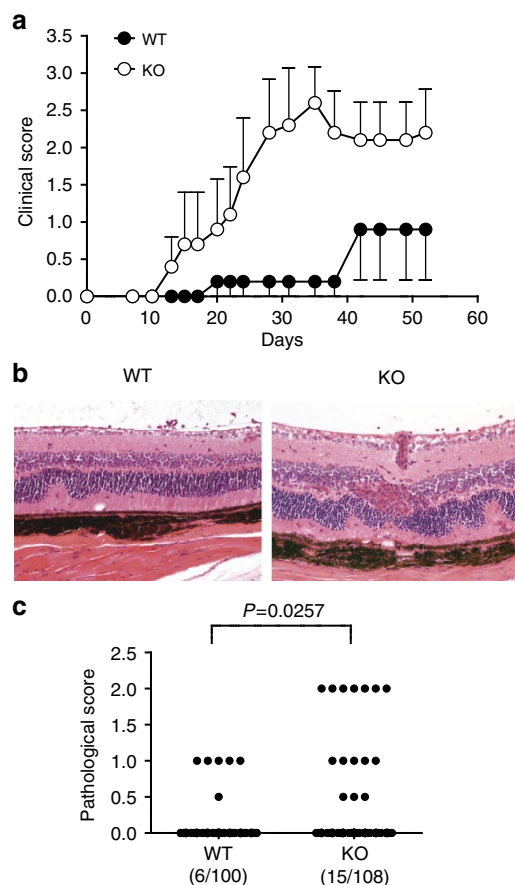 a
WT
KO
3.5
3.0
2.5
2.0
1.5
1.0
0.5
0.0
Clinical score
0 10 20 30 40 50 60
Days
b
WT KO
c
P=0.0257
2.5
2.0
1.5
1.0
0.5
0.0
Pathological score
WT KO
(6/100) (15/108)